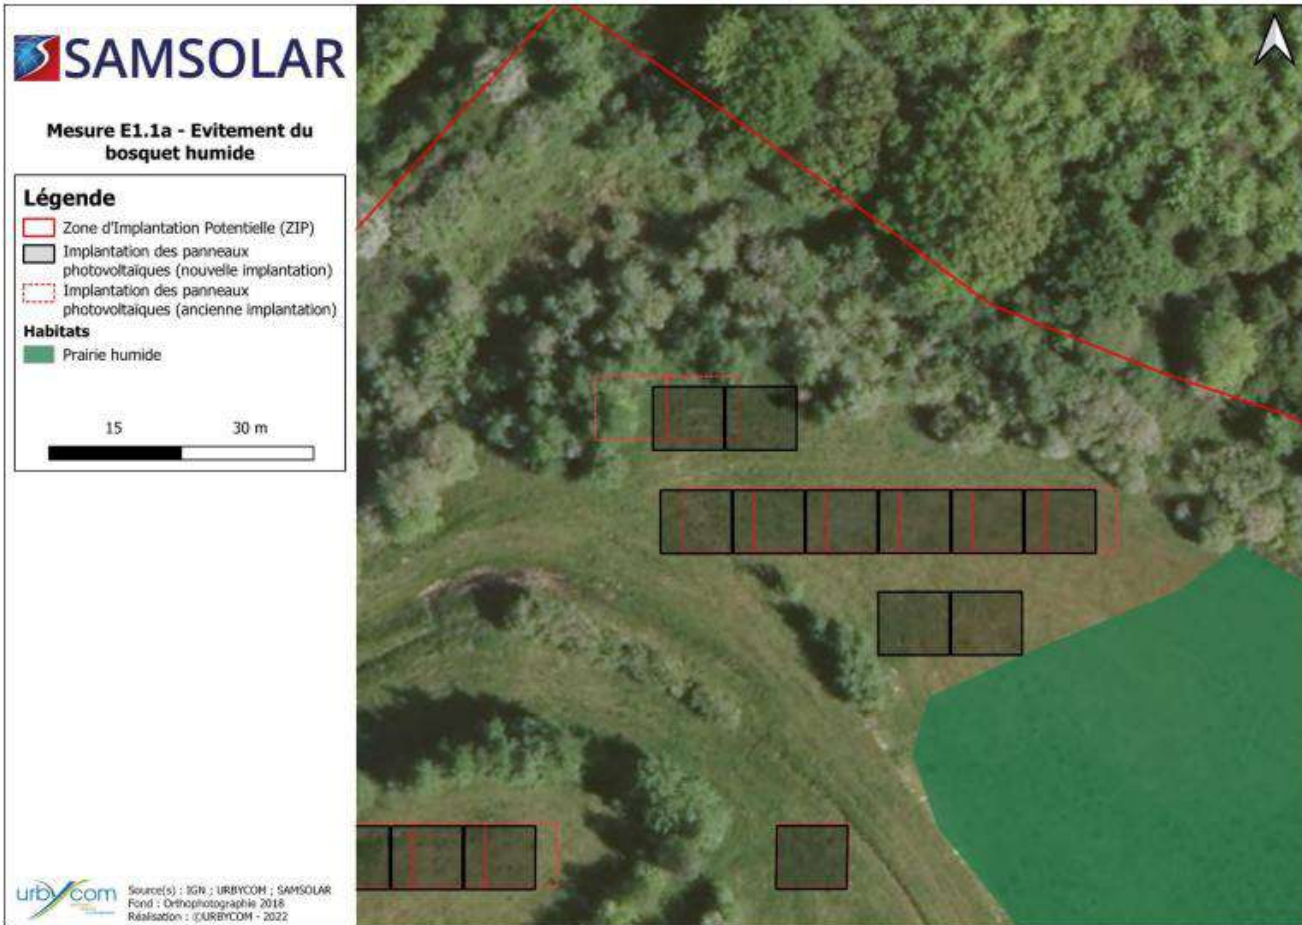 SAMSOLAR
Mesure E1.1a - Evitement du
bosquet humide
Légende
Zone d'Implantation Potentielle (ZIP)
Implantation des panneaux
photovoltaïques (nouvelle implantation)
Implantation des panneaux
photovoltaïques (ancienne implantation)
Habitats
Prairie humide
15 30 m
urbycom
Source(s) : IGN ; URBYCOM ; SAMSOLAR
Fond : Orthophotographie 2018
Réalisation : ©URBYCOM - 2022